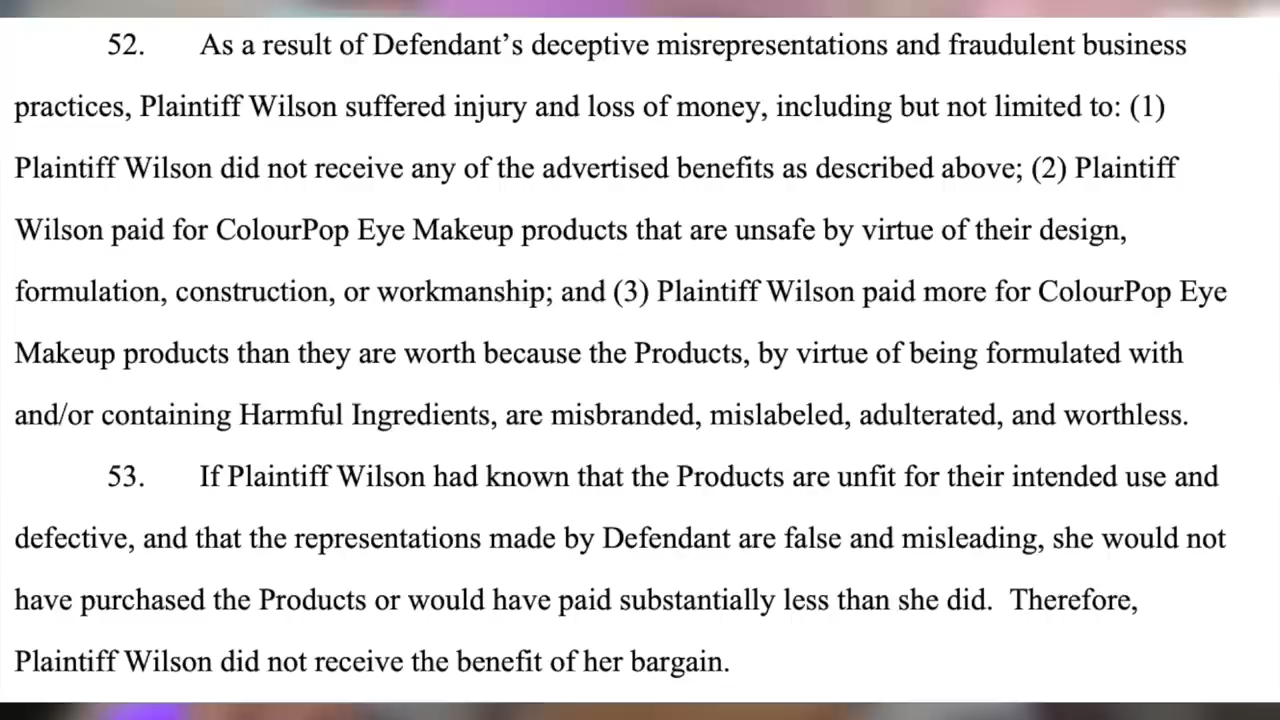 52. As a result of Defendant’s deceptive misrepresentations and fraudulent business
practices, Plaintiff Wilson suffered injury and loss of money, including but not limited to: (1)
Plaintiff Wilson did not receive any of the advertised benefits as described above; (2) Plaintiff
Wilson paid for ColourPop Eye Makeup products that are unsafe by virtue of their design,
formulation, construction, or workmanship; and (3) Plaintiff Wilson paid more for ColourPop Eye
Makeup products than they are worth because the Products, by virtue of being formulated with
and/or containing Harmful Ingredients, are misbranded, mislabeled, adulterated, and worthless.
53. If Plaintiff Wilson had known that the Products are unfit for their intended use and
defective, and that the representations made by Defendant are false and misleading, she would not
have purchased the Products or would have paid substantially less than she did. Therefore,
Plaintiff Wilson did not receive the benefit of her bargain.